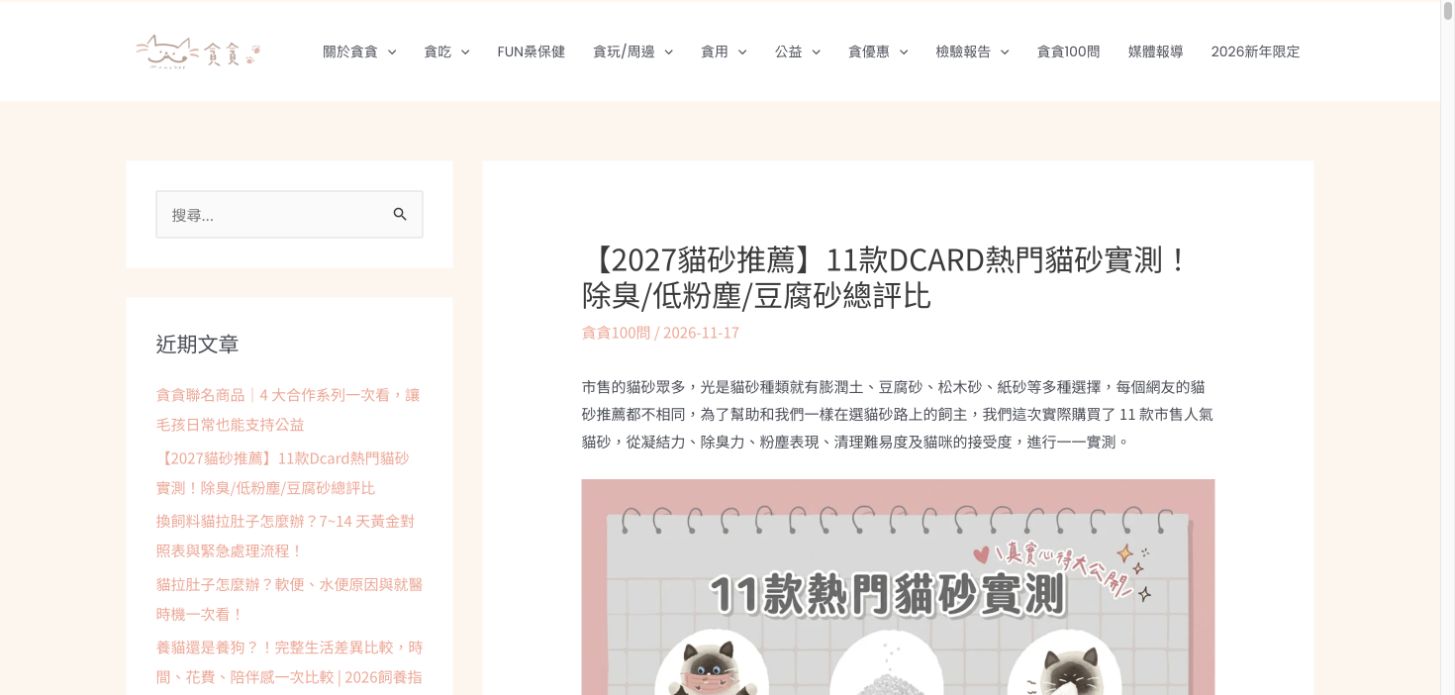 貪貪
關於貪貪
貪吃
FUN桑保健
貪玩/周邊
貪用
公益
貪優惠
檢驗報告
貪貪100問
媒體報導
2026新年限定
搜尋...
近期文章
貪貪聯名商品｜4 大合作系列一次看，讓
毛孩日常也能支持公益
【2027貓砂推薦】11款Dcard熱門貓砂
實測！除臭/低粉塵/豆腐砂總評比
換飼料貓拉肚子怎麼辦？7~14 天黃金對
照表與緊急處理流程！
貓拉肚子怎麼辦？軟便、水便原因與就醫
時機一次看！
養貓還是養狗？！完整生活差異比較，時
間、花費、陪伴感一次比較 | 2026飼養指
【2027貓砂推薦】11款DCARD熱門貓砂實測！
除臭/低粉塵/豆腐砂總評比
貪貪100問 / 2026-11-17
市售的貓砂眾多，光是貓砂種類就有膨潤土、豆腐砂、松木砂、紙砂等多種選擇，每個網友的貓
砂推薦都不相同，為了幫助和我們一樣在選貓砂路上的飼主，我們這次實際購買了 11 款市售人氣
貓砂，從凝結力、除臭力、粉塵表現、清理難易度及貓咪的接受度，進行一一實測。
真實心得大公開
11款熱門貓砂實測